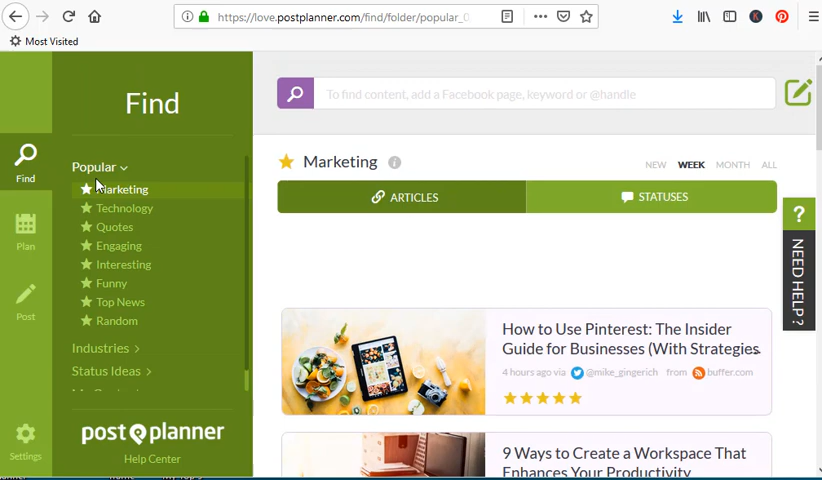 https://love.postplanner.com/find/folder/popular_
Most Visited
Find
Find
Plan
Post
Settings
Popular
Marketing
Technology
Quotes
Engaging
Interesting
Funny
Top News
Random
Industries
Status Ideas
post planner
Help Center
To find content, add a Facebook page, keyword or @handle
Marketing
NEW WEEK MONTH ALL
ARTICLES
STATUSES
How to Use Pinterest: The Insider
Guide for Businesses (With Strategies
4 hours ago via @mike_gingerich from buffer.com
9 Ways to Create a Workspace That
Enhances Your Productivity
?
NEED HELP?